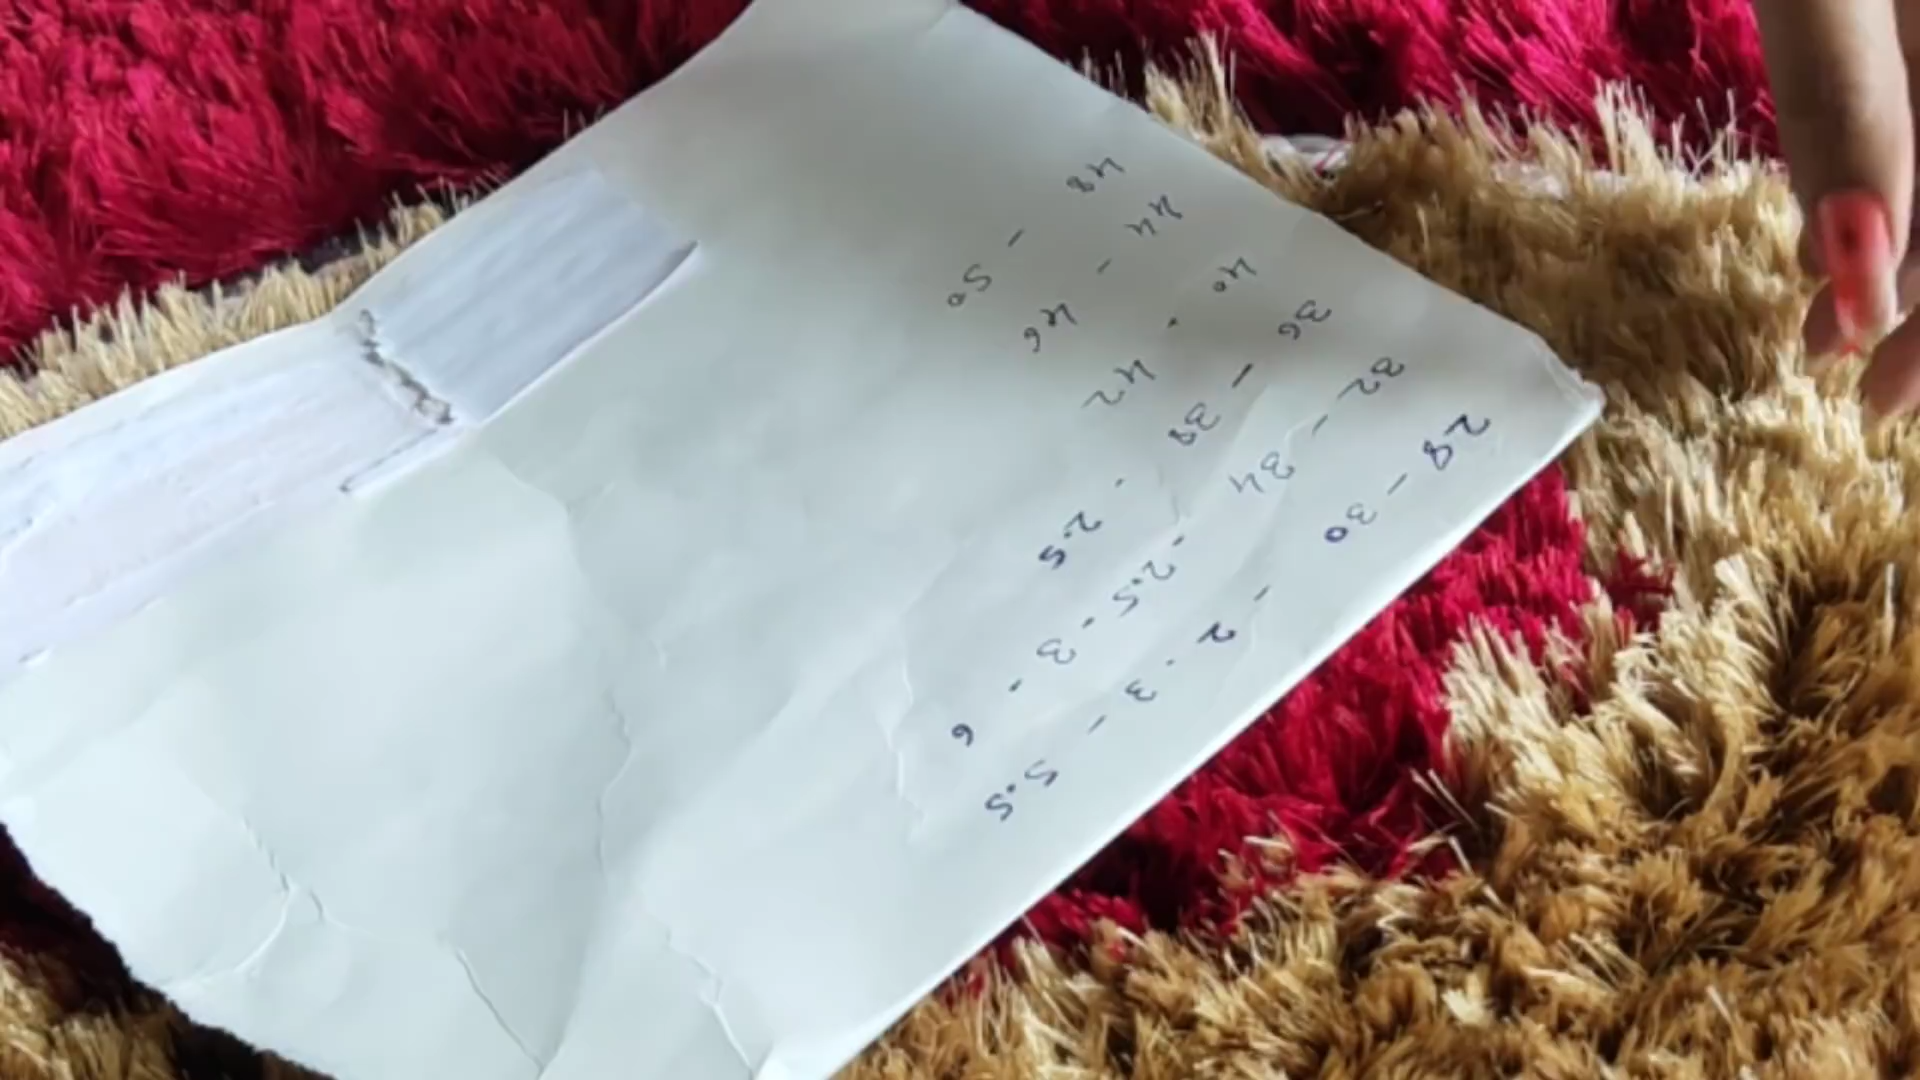 28 - 30 - 2 . 3 - 5.5
32 - 34 - 2.5 . 3 . 6
36 - 38 . 2.5
40 . 42
44 - 46
48 - 50